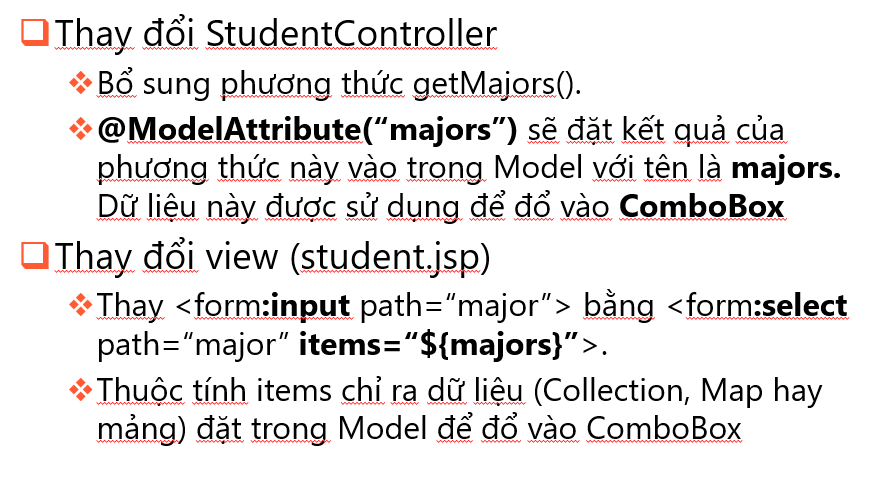 Thay đổi StudentController
Bổ sung phương thức getMajors().
@ModelAttribute(“majors”) sẽ đặt kết quả của
phương thức này vào trong Model với tên là majors.
Dữ liệu này được sử dụng để đổ vào ComboBox
Thay đổi view (student.jsp)
Thay <form:input path=“major”> bằng <form:select
path=“major” items=“${majors}”>.
Thuộc tính items chỉ ra dữ liệu (Collection, Map hay
mảng) đặt trong Model để đổ vào ComboBox